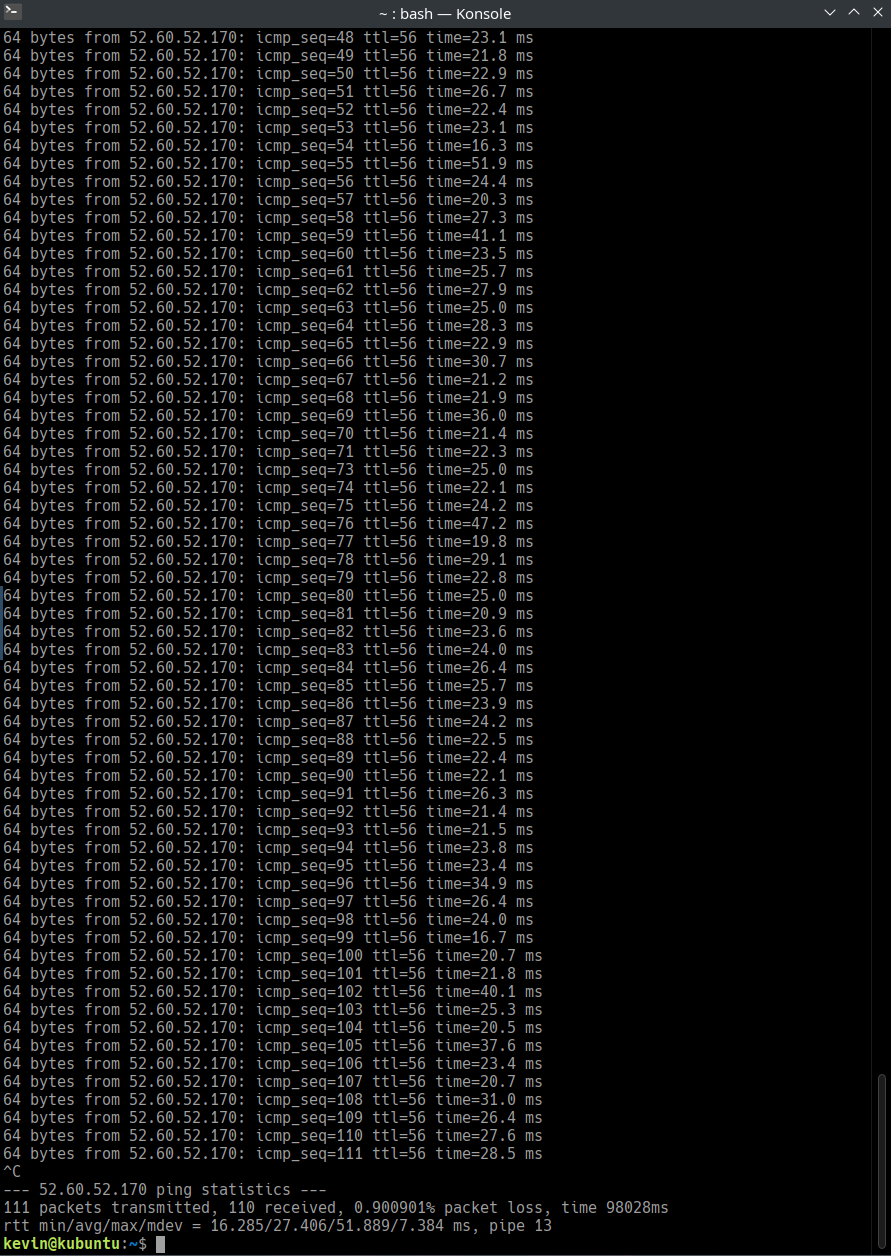 ~ : bash — Konsole
64 bytes from 52.60.52.170: icmp_seq=48 ttl=56 time=23.1 ms
64 bytes from 52.60.52.170: icmp_seq=49 ttl=56 time=21.8 ms
64 bytes from 52.60.52.170: icmp_seq=50 ttl=56 time=22.9 ms
64 bytes from 52.60.52.170: icmp_seq=51 ttl=56 time=26.7 ms
64 bytes from 52.60.52.170: icmp_seq=52 ttl=56 time=22.4 ms
64 bytes from 52.60.52.170: icmp_seq=53 ttl=56 time=23.1 ms
64 bytes from 52.60.52.170: icmp_seq=54 ttl=56 time=16.3 ms
64 bytes from 52.60.52.170: icmp_seq=55 ttl=56 time=51.9 ms
64 bytes from 52.60.52.170: icmp_seq=56 ttl=56 time=24.4 ms
64 bytes from 52.60.52.170: icmp_seq=57 ttl=56 time=20.3 ms
64 bytes from 52.60.52.170: icmp_seq=58 ttl=56 time=27.3 ms
64 bytes from 52.60.52.170: icmp_seq=59 ttl=56 time=41.1 ms
64 bytes from 52.60.52.170: icmp_seq=60 ttl=56 time=23.5 ms
64 bytes from 52.60.52.170: icmp_seq=61 ttl=56 time=25.7 ms
64 bytes from 52.60.52.170: icmp_seq=62 ttl=56 time=27.9 ms
64 bytes from 52.60.52.170: icmp_seq=63 ttl=56 time=25.0 ms
64 bytes from 52.60.52.170: icmp_seq=64 ttl=56 time=28.3 ms
64 bytes from 52.60.52.170: icmp_seq=65 ttl=56 time=22.9 ms
64 bytes from 52.60.52.170: icmp_seq=66 ttl=56 time=30.7 ms
64 bytes from 52.60.52.170: icmp_seq=67 ttl=56 time=21.2 ms
64 bytes from 52.60.52.170: icmp_seq=68 ttl=56 time=21.9 ms
64 bytes from 52.60.52.170: icmp_seq=69 ttl=56 time=36.0 ms
64 bytes from 52.60.52.170: icmp_seq=70 ttl=56 time=21.4 ms
64 bytes from 52.60.52.170: icmp_seq=71 ttl=56 time=22.3 ms
64 bytes from 52.60.52.170: icmp_seq=73 ttl=56 time=25.0 ms
64 bytes from 52.60.52.170: icmp_seq=74 ttl=56 time=22.1 ms
64 bytes from 52.60.52.170: icmp_seq=75 ttl=56 time=24.2 ms
64 bytes from 52.60.52.170: icmp_seq=76 ttl=56 time=47.2 ms
64 bytes from 52.60.52.170: icmp_seq=77 ttl=56 time=19.8 ms
64 bytes from 52.60.52.170: icmp_seq=78 ttl=56 time=29.1 ms
64 bytes from 52.60.52.170: icmp_seq=79 ttl=56 time=22.8 ms
64 bytes from 52.60.52.170: icmp_seq=80 ttl=56 time=25.0 ms
64 bytes from 52.60.52.170: icmp_seq=81 ttl=56 time=20.9 ms
64 bytes from 52.60.52.170: icmp_seq=82 ttl=56 time=23.6 ms
64 bytes from 52.60.52.170: icmp_seq=83 ttl=56 time=24.0 ms
64 bytes from 52.60.52.170: icmp_seq=84 ttl=56 time=26.4 ms
64 bytes from 52.60.52.170: icmp_seq=85 ttl=56 time=25.7 ms
64 bytes from 52.60.52.170: icmp_seq=86 ttl=56 time=23.9 ms
64 bytes from 52.60.52.170: icmp_seq=87 ttl=56 time=24.2 ms
64 bytes from 52.60.52.170: icmp_seq=88 ttl=56 time=22.5 ms
64 bytes from 52.60.52.170: icmp_seq=89 ttl=56 time=22.4 ms
64 bytes from 52.60.52.170: icmp_seq=90 ttl=56 time=22.1 ms
64 bytes from 52.60.52.170: icmp_seq=91 ttl=56 time=26.3 ms
64 bytes from 52.60.52.170: icmp_seq=92 ttl=56 time=21.4 ms
64 bytes from 52.60.52.170: icmp_seq=93 ttl=56 time=21.5 ms
64 bytes from 52.60.52.170: icmp_seq=94 ttl=56 time=23.8 ms
64 bytes from 52.60.52.170: icmp_seq=95 ttl=56 time=23.4 ms
64 bytes from 52.60.52.170: icmp_seq=96 ttl=56 time=34.9 ms
64 bytes from 52.60.52.170: icmp_seq=97 ttl=56 time=26.4 ms
64 bytes from 52.60.52.170: icmp_seq=98 ttl=56 time=24.0 ms
64 bytes from 52.60.52.170: icmp_seq=99 ttl=56 time=16.7 ms
64 bytes from 52.60.52.170: icmp_seq=100 ttl=56 time=20.7 ms
64 bytes from 52.60.52.170: icmp_seq=101 ttl=56 time=21.8 ms
64 bytes from 52.60.52.170: icmp_seq=102 ttl=56 time=40.1 ms
64 bytes from 52.60.52.170: icmp_seq=103 ttl=56 time=25.3 ms
64 bytes from 52.60.52.170: icmp_seq=104 ttl=56 time=20.5 ms
64 bytes from 52.60.52.170: icmp_seq=105 ttl=56 time=37.6 ms
64 bytes from 52.60.52.170: icmp_seq=106 ttl=56 time=23.4 ms
64 bytes from 52.60.52.170: icmp_seq=107 ttl=56 time=20.7 ms
64 bytes from 52.60.52.170: icmp_seq=108 ttl=56 time=31.0 ms
64 bytes from 52.60.52.170: icmp_seq=109 ttl=56 time=26.4 ms
64 bytes from 52.60.52.170: icmp_seq=110 ttl=56 time=27.6 ms
64 bytes from 52.60.52.170: icmp_seq=111 ttl=56 time=28.5 ms
^C
--- 52.60.52.170 ping statistics ---
111 packets transmitted, 110 received, 0.900901% packet loss, time 98028ms
rtt min/avg/max/mdev = 16.285/27.406/51.889/7.384 ms, pipe 13
kevin@kubuntu:~$